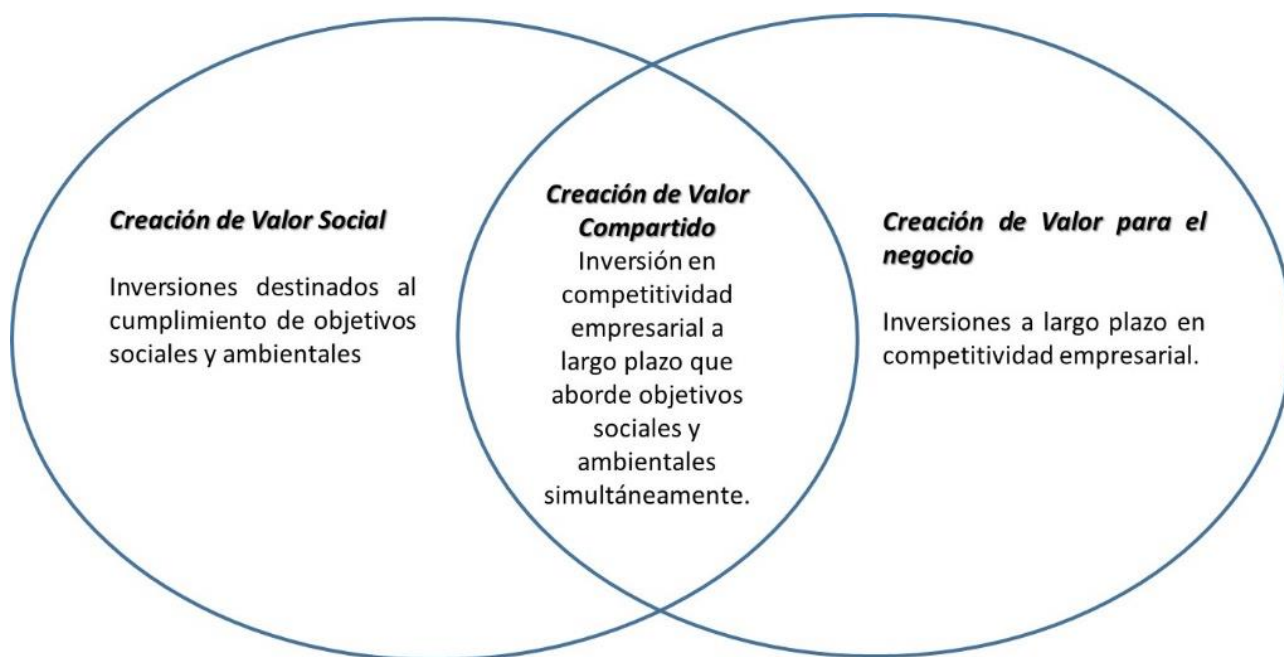 Creación de Valor Social
Inversiones destinados al
cumplimiento de objetivos
sociales y ambientales
Creación de Valor
Compartido
Inversión en
competitividad
empresarial a
largo plazo que
aborde objetivos
sociales y
ambientales
simultáneamente.
Creación de Valor para el
negocio
Inversiones a largo plazo en
competitividad empresarial.